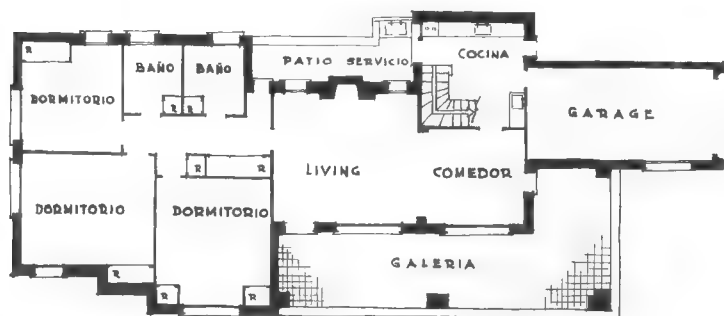 R
BAÑO
BAÑO
PATIO SERVICIO
COCINA
DORMITORIO
R
R
GARAGE
R
R
LIVING
COMEDOR
DORMITORIO
DORMITORIO
GALERIA
R
R
R